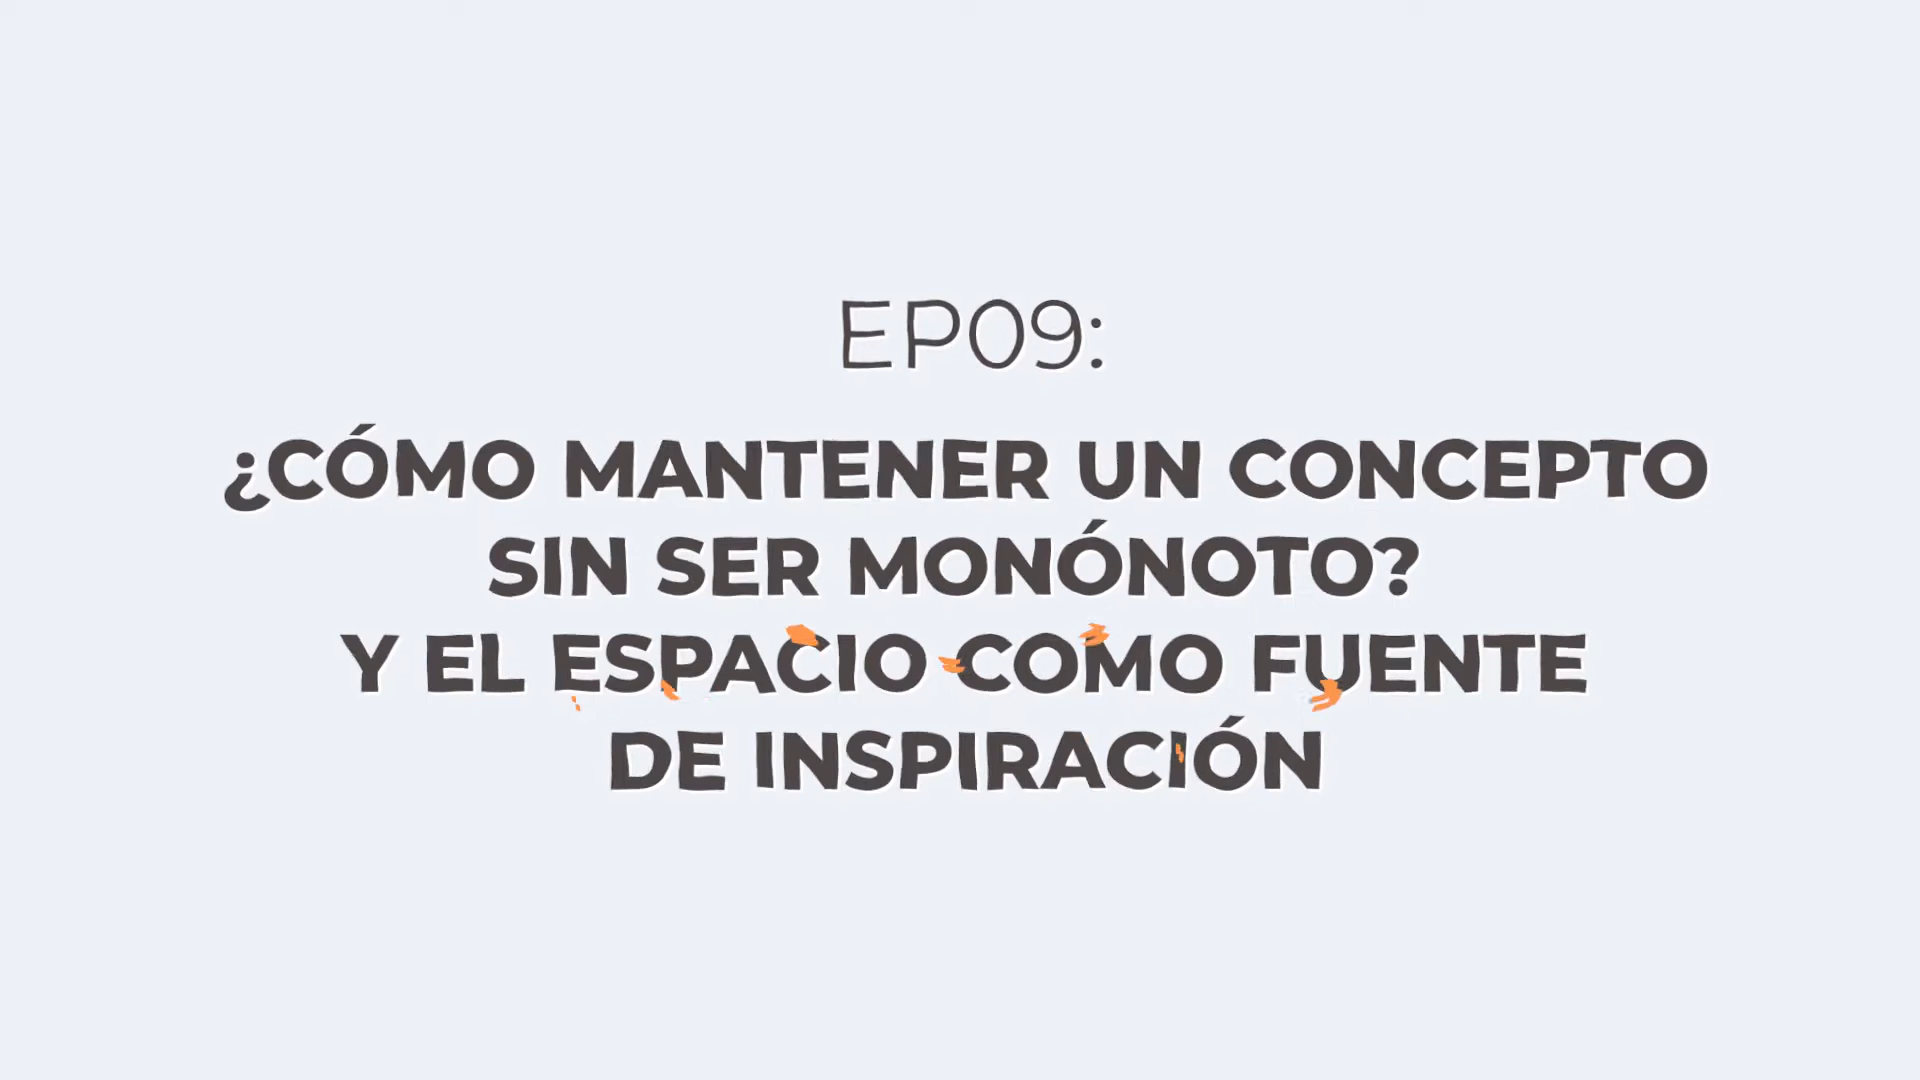 EP09:
¿CÓMO MANTENER UN CONCEPTO
SIN SER MONÓNOTO?
Y EL ESPACIO COMO FUENTE
DE INSPIRACIÓN